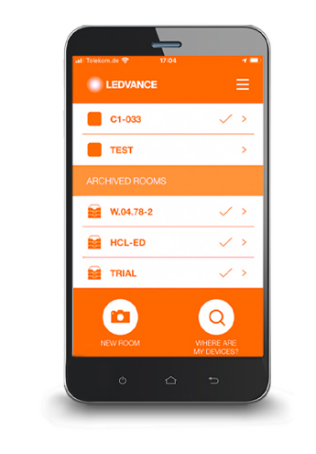 Telekom.de 17:04
LEDVANCE
C1-033
TEST
ARCHIVED ROOMS
W.04.78-2
HCL-ED
TRIAL
NEW ROOM
WHERE ARE
MY DEVICES?